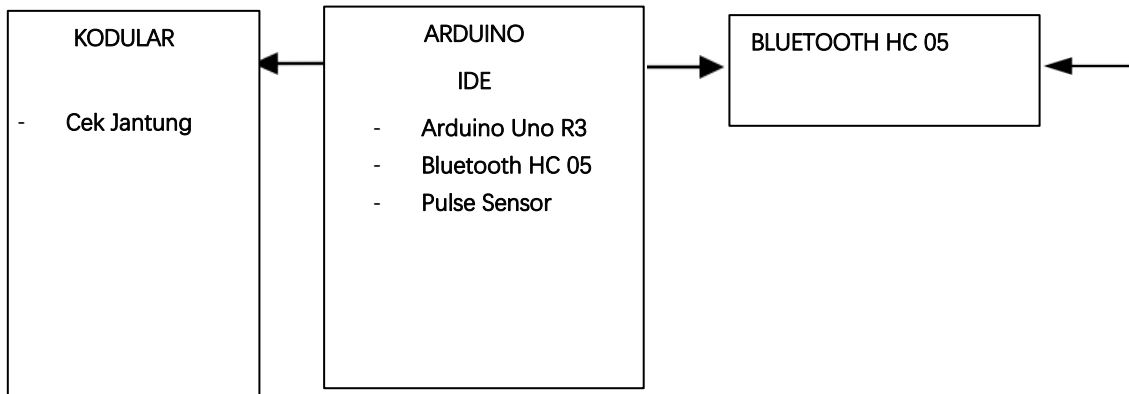 KODULAR
- Cek Jantung
ARDUINO
IDE
- Arduino Uno R3
- Bluetooth HC 05
- Pulse Sensor
BLUETOOTH HC 05